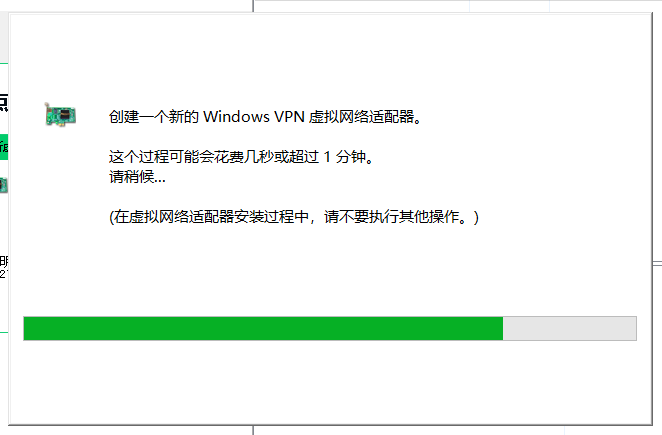 创建一个新的 Windows VPN 虚拟网络适配器。
这个过程可能会花费几秒或超过 1 分钟。
请稍候...
(在虚拟网络适配器安装过程中，请不要执行其他操作。)